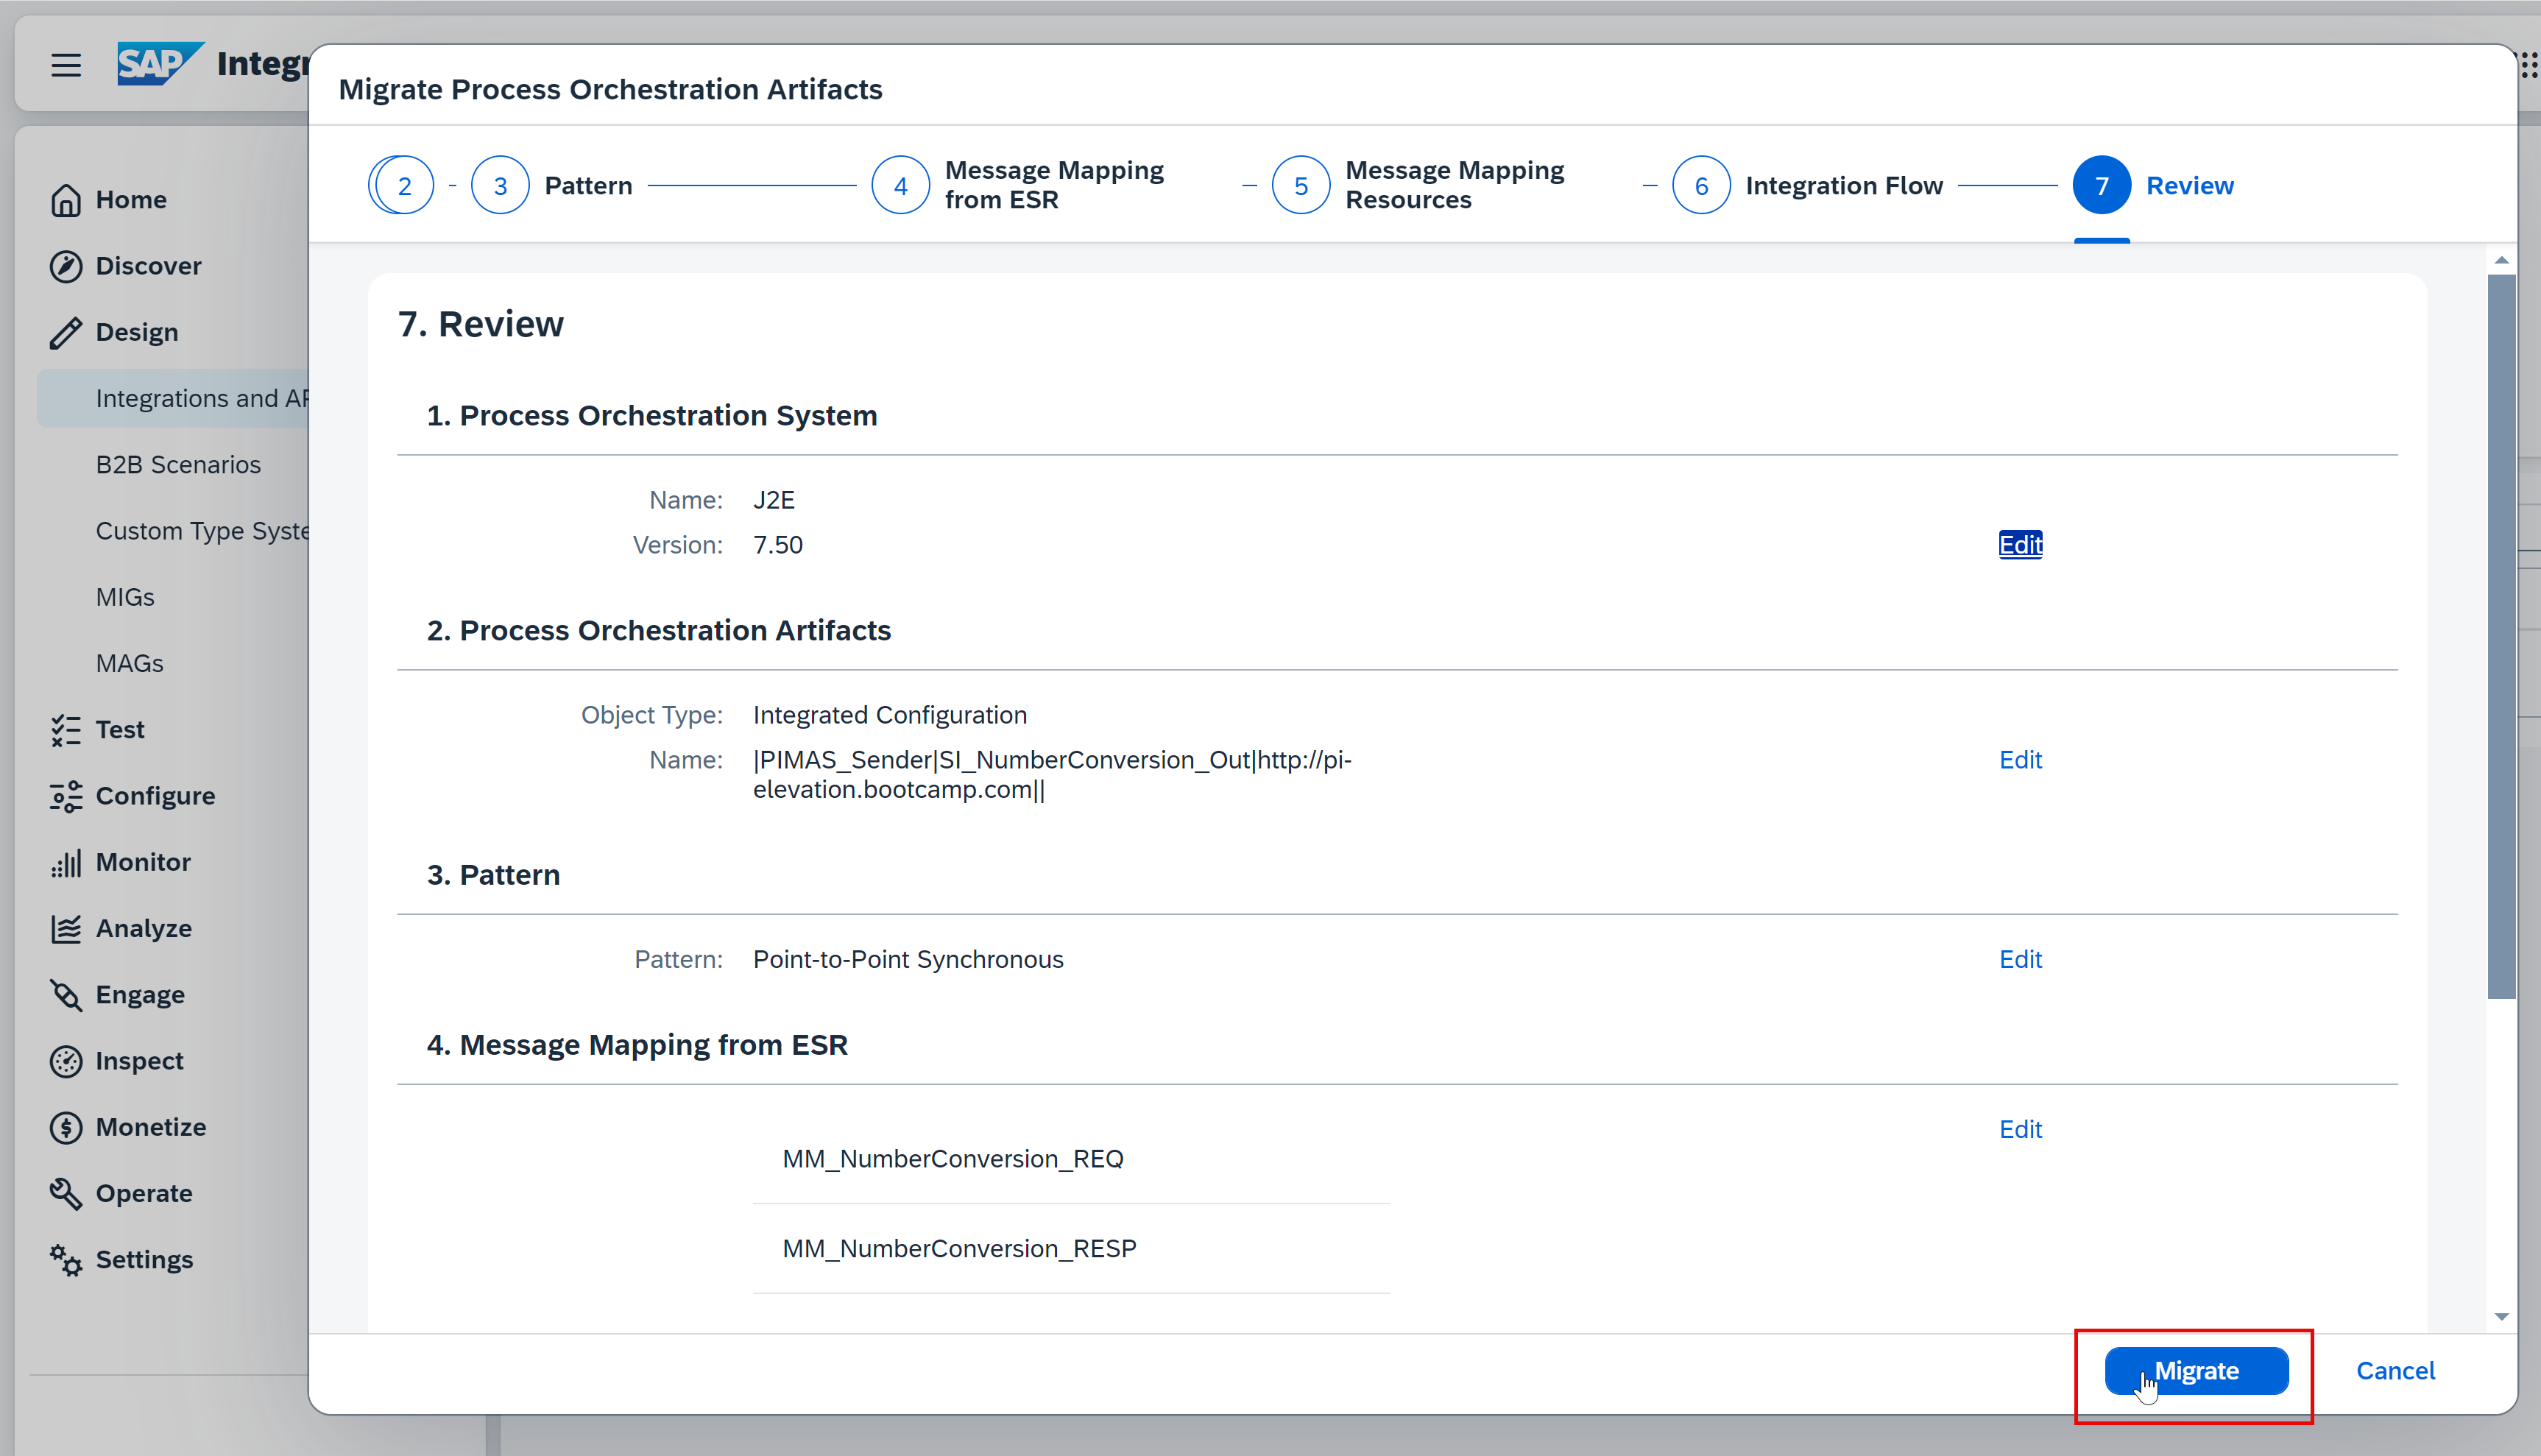 SAP Integr
Migrate Process Orchestration Artifacts
2
3 Pattern
4 Message Mapping
from ESR
5 Message Mapping
Resources
6 Integration Flow
7 Review
Home
Discover
Design
Integrations and AP
B2B Scenarios
Custom Type Syste
MIGs
MAGs
Test
Configure
Monitor
Analyze
Engage
Inspect
Monetize
Operate
Settings
7. Review
1. Process Orchestration System
Name: J2E
Version: 7.50 Edit
2. Process Orchestration Artifacts
Object Type: Integrated Configuration
Name: |PIMAS_Sender|SI_NumberConversion_Out|http://pi- Edit
elevation.bootcamp.com||
3. Pattern
Pattern: Point-to-Point Synchronous Edit
4. Message Mapping from ESR
Edit
MM_NumberConversion_REQ
MM_NumberConversion_RESP
Migrate Cancel